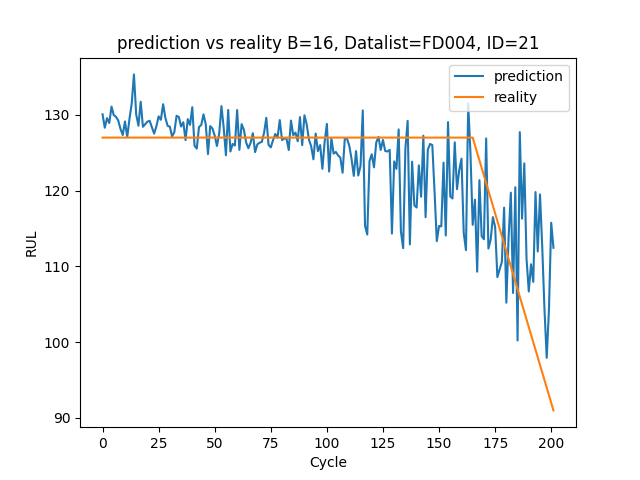 prediction vs reality B=16, Datalist=FD004, ID=21
prediction
reality
RUL
130
120
110
100
90
0 25 50 75 100 125 150 175 200
Cycle